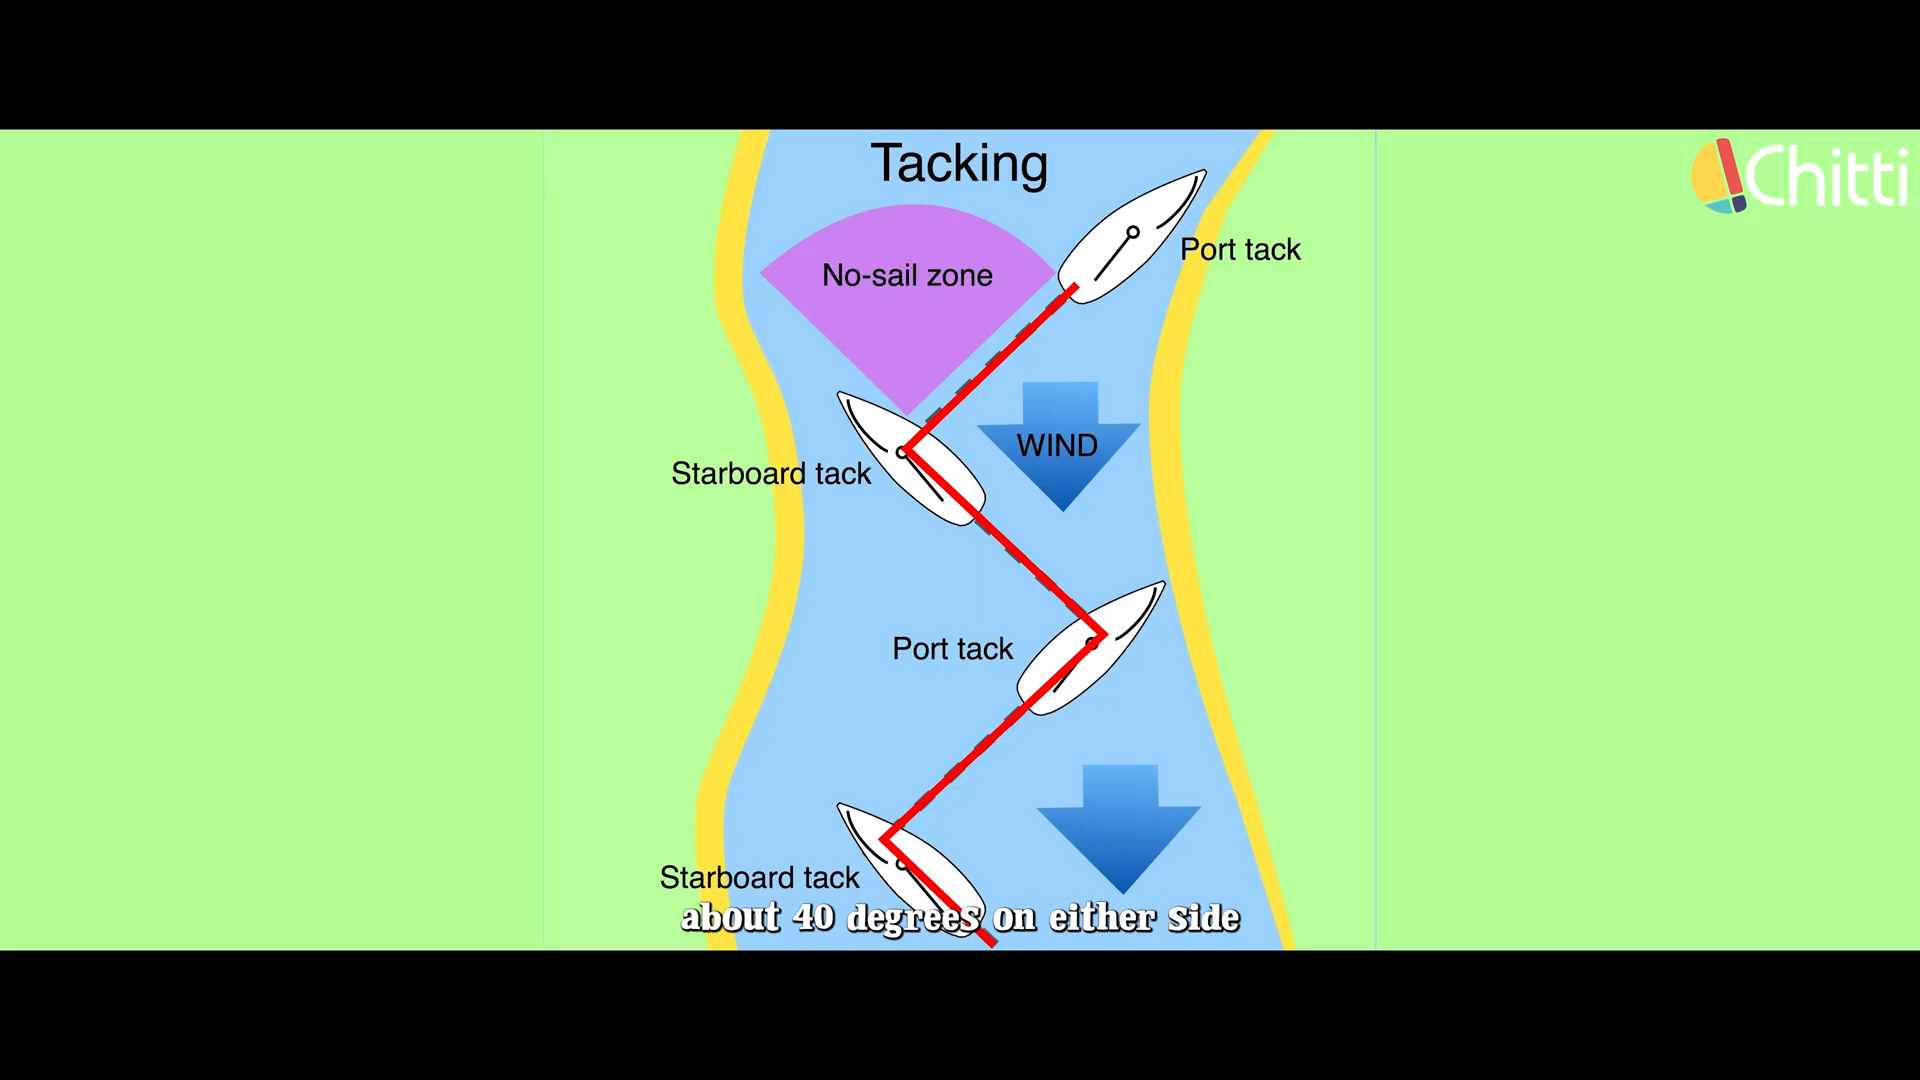 Tacking
Chitti
Port tack
No-sail zone
WIND
Starboard tack
Port tack
Starboard tack
about 40 degrees on either side